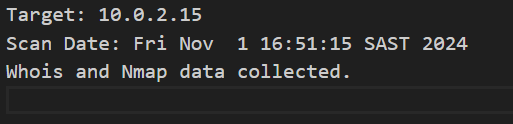 Target: 10.0.2.15
Scan Date: Fri Nov  1 16:51:15 SAST 2024
Whois and Nmap data collected.